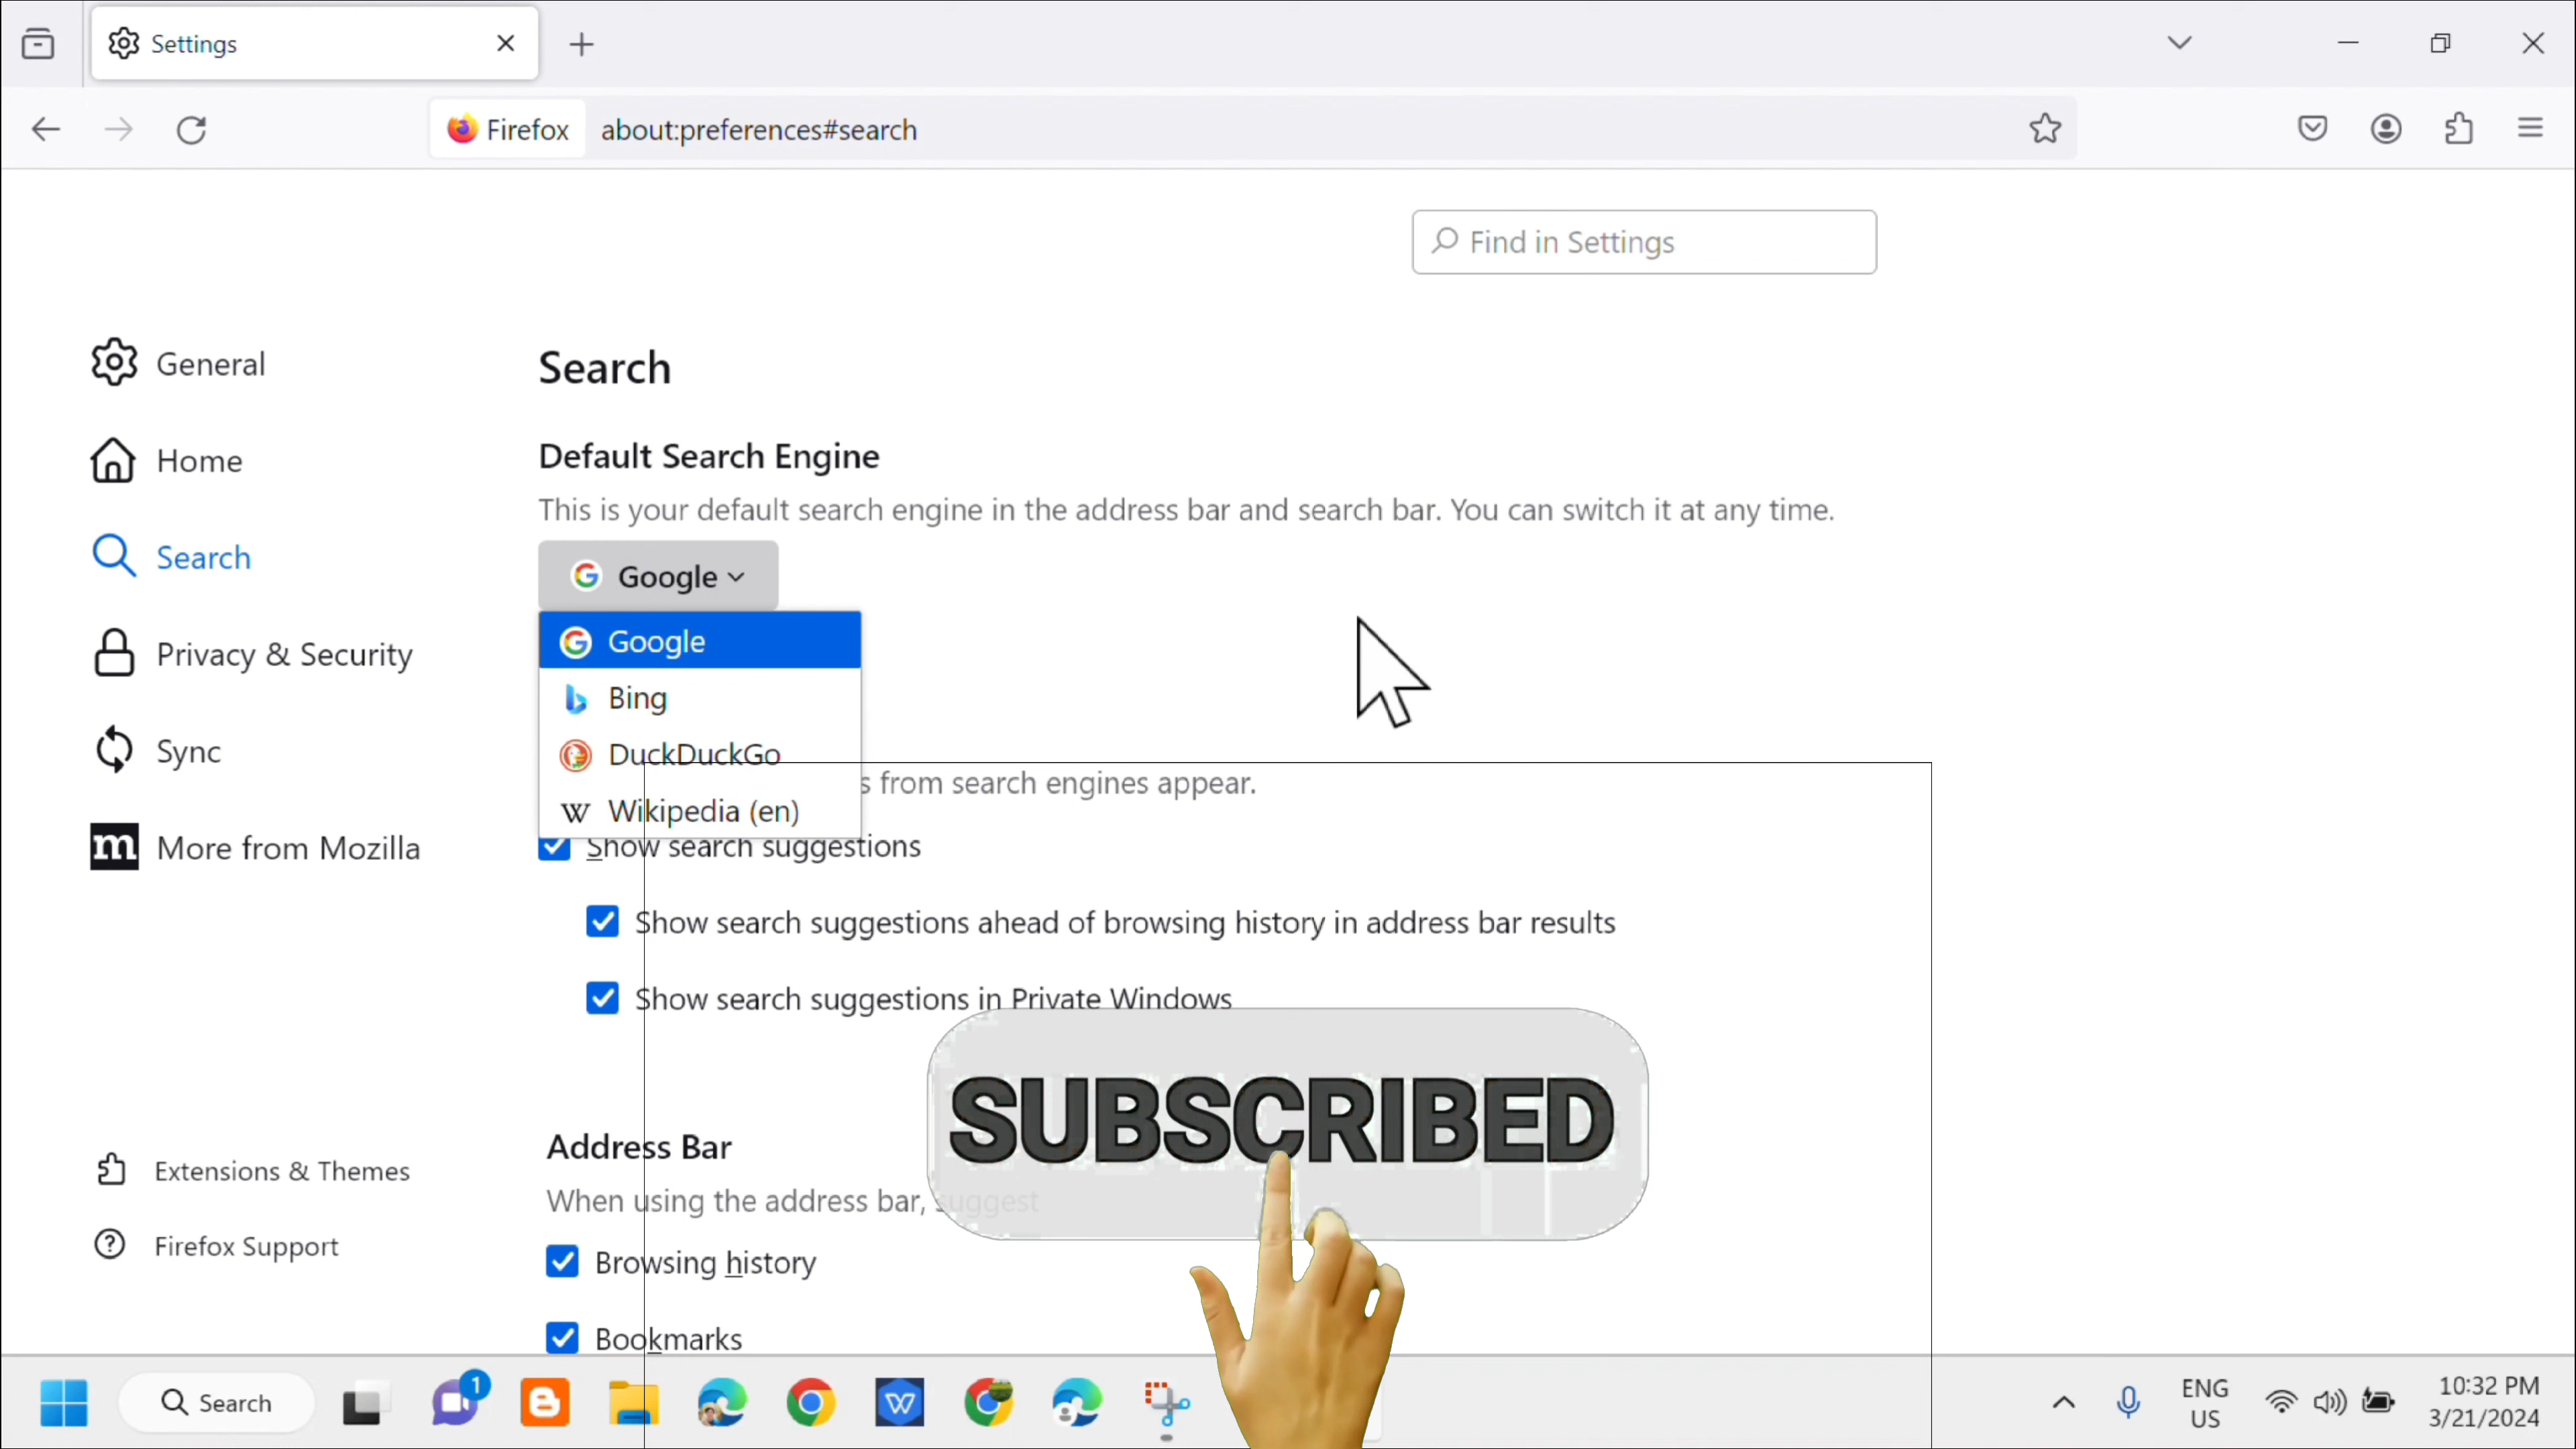 Settings
Firefox about:preferences#search
Find in Settings
General
Home
Search
Privacy & Security
Sync
More from Mozilla
Extensions & Themes
Firefox Support
Search
Default Search Engine
This is your default search engine in the address bar and search bar. You can switch it at any time.
Google
Google
Bing
DuckDuckGo
Wikipedia (en)
s from search engines appear.
Show search suggestions
Show search suggestions ahead of browsing history in address bar results
Show search suggestions in Private Windows
SUBSCRIBED
Address Bar
When using the address bar, suggest
Browsing history
Bookmarks
Search
1
ENG
US
10:32 PM
3/21/2024